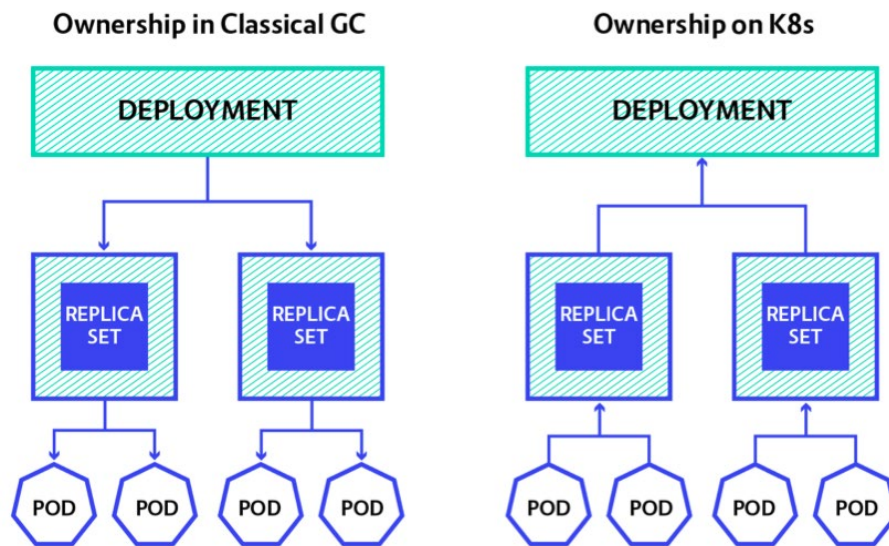 Ownership in Classical GC
DEPLOYMENT
REPLICA
SET
REPLICA
SET
POD
POD
POD
POD
Ownership on K8s
DEPLOYMENT
REPLICA
SET
REPLICA
SET
POD
POD
POD
POD